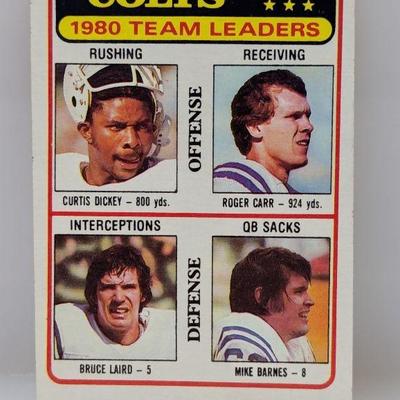 COLTS
1980 TEAM LEADERS
RUSHING
RECEIVING
OFFENSE
CURTIS DICKEY – 800 yds.
ROGER CARR – 924 yds.
INTERCEPTIONS
QB SACKS
DEFENSE
BRUCE LAIRD – 5
MIKE BARNES – 8